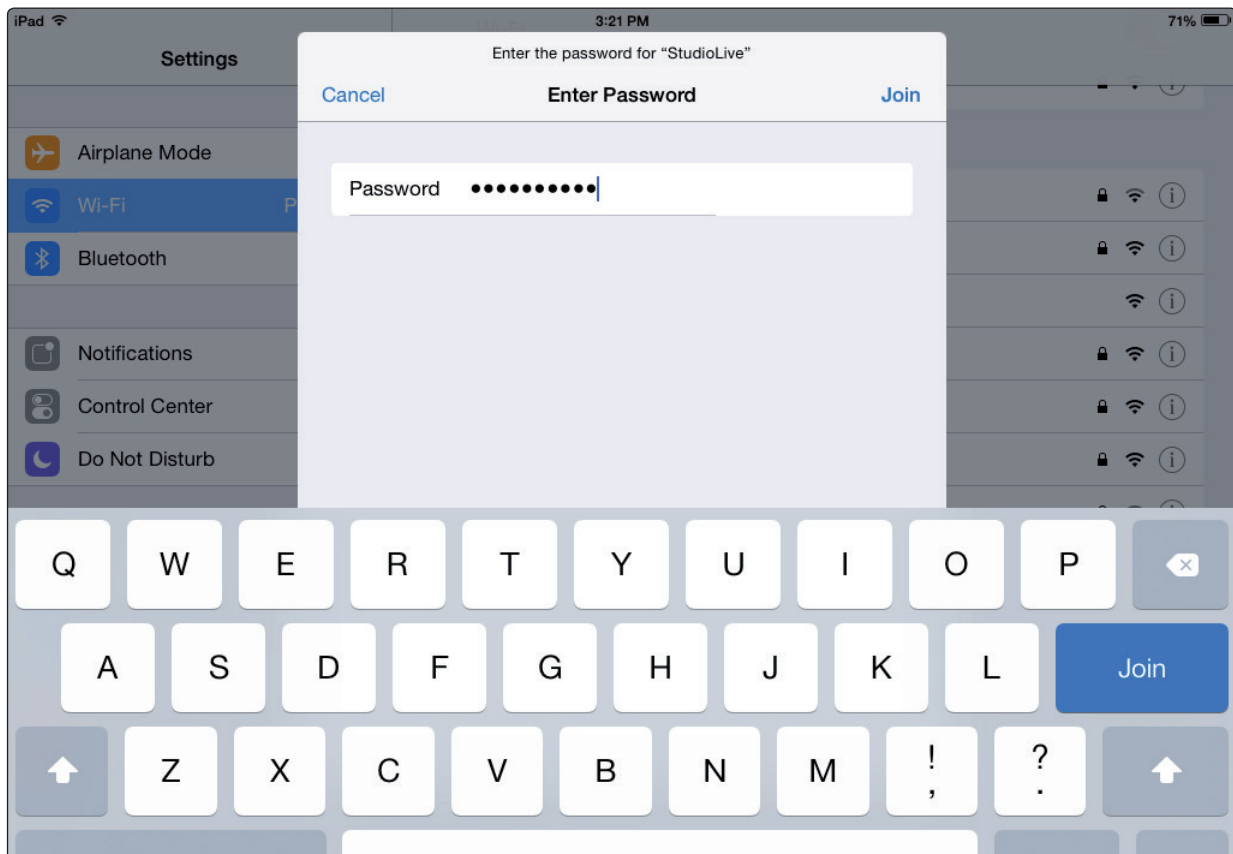 iPad 3:21 PM 71%
Settings
Enter the password for “StudioLive”
Cancel Enter Password Join
Airplane Mode
Password ••••••••••
Wi-Fi P
Bluetooth
Notifications
Control Center
Do Not Disturb
Q W E R T Y U I O P
A S D F G H J K L Join
Z X C V B N M ! , ? .